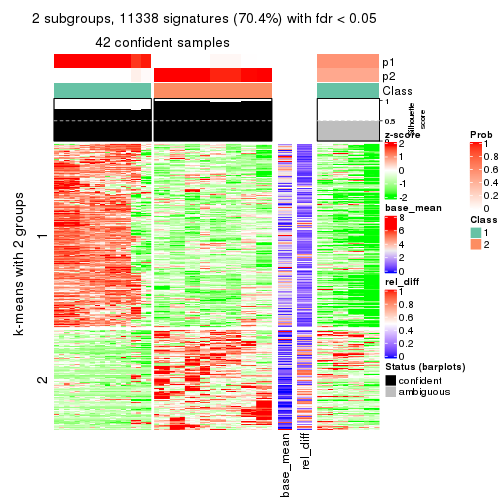 2 subgroups, 11338 signatures (70.4%) with fdr < 0.05
42 confident samples
p1
p2
Class
1
0.5
0
Silhouette
score
k-means with 2 groups
1
2
base_mean
rel_diff
z-score
2
1
0
-1
-2
base_mean
8
6
4
2
0
rel_diff
1
0.8
0.6
0.4
0.2
0
Status (barplots)
confident
ambiguous
Prob
1
0.8
0.6
0.4
0.2
0
Class
1
2